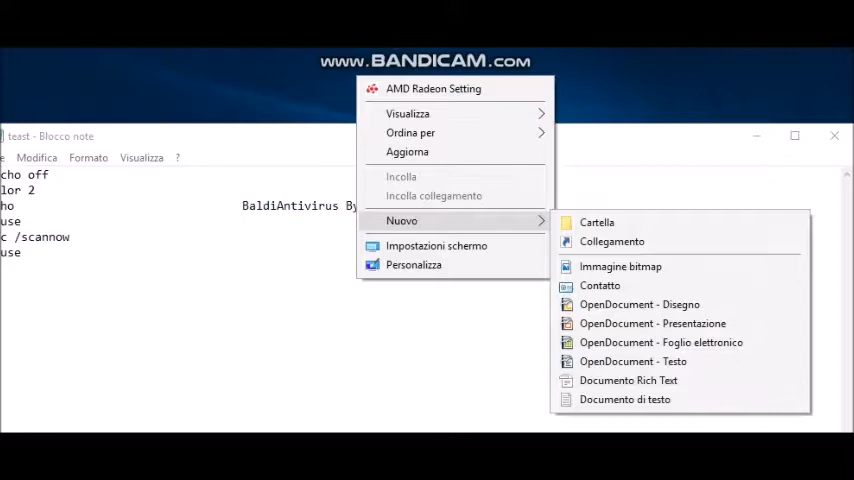 www.BANDICAM.com
AMD Radeon Setting
Visualizza
Ordina per
Aggiorna
Incolla
Incolla collegamento
Nuovo
Impostazioni schermo
Personalizza
Cartella
Collegamento
Immagine bitmap
Contatto
OpenDocument - Disegno
OpenDocument - Presentazione
OpenDocument - Foglio elettronico
OpenDocument - Testo
Documento Rich Text
Documento di testo
teast - Blocco note
e Modifica Formato Visualizza ?
cho off
lor 2
ho BaldiAntivirus By
use
c /scannow
use